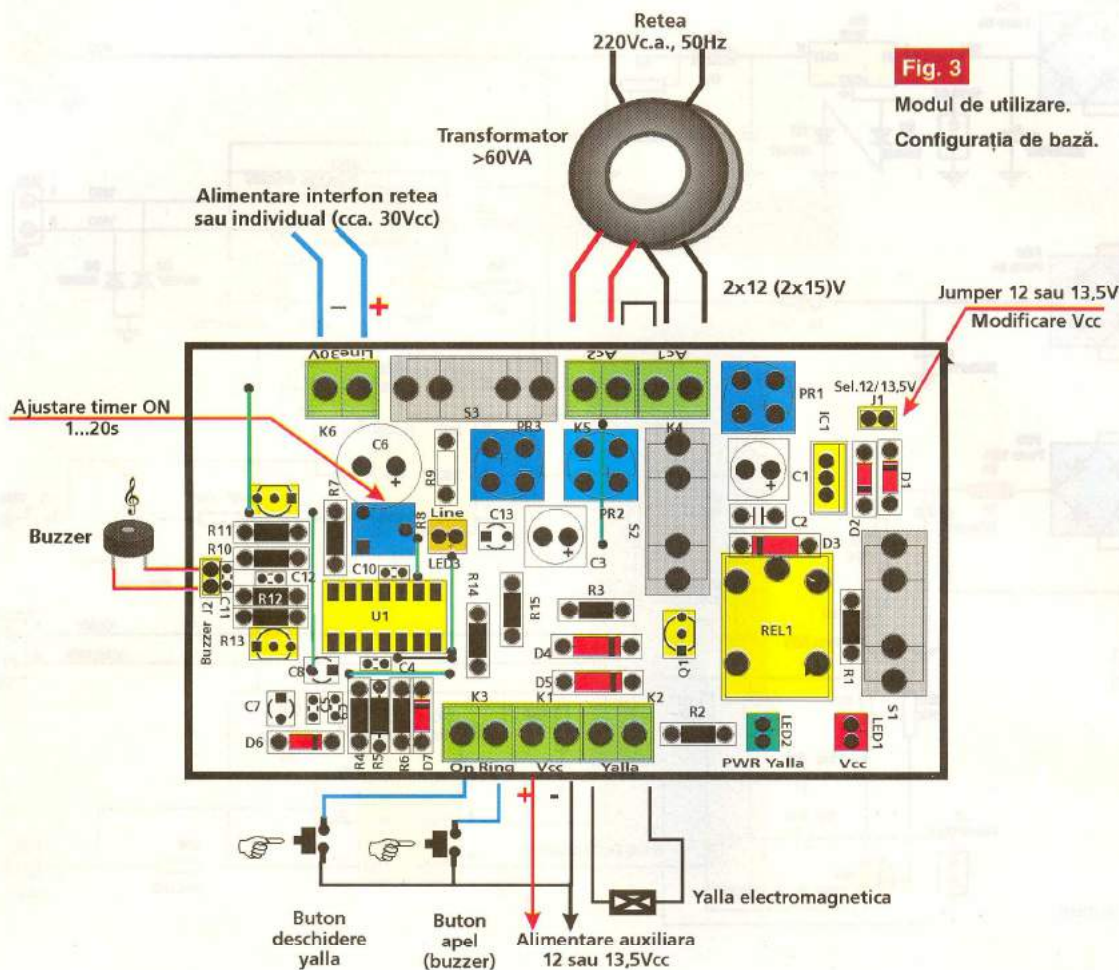 Retea
220Vc.a., 50Hz
Fig. 3
Modul de utilizare.
Configurația de bază.
Transformator
>60VA
Alimentare interfon retea
sau individual (cca. 30Vcc)
2x12 (2x15)V
Jumper 12 sau 13,5V
Modificare Vcc
– +
Line30V
Ac2 Ac1
Sel.12/13,5V
J1
PR1
IC1
S3
K6
C6
PR3
K5
K4
Ajustare timer ON
1...20s
R9
R7
R8
Line
LED3
C13
PR2
C3
S2
C1
C2
D2
D1
D3
Buzzer
R11
R10
C12
C10
R12
C11
J2
Buzzer
R13
U1
R14
R15
R3
REL1
C8
C4
D4
D5
Q1
R1
S1
C7
C5
C9
D6
R4
R5
R6
D7
K3
K1
K2
R2
LED2
LED1
On Ring Vcc Yalla
PWR Yalla
Vcc
+ -
Yalla electromagnetica
Buton
deschidere
yalla
Buton
apel
(buzzer)
Alimentare auxiliara
12 sau 13,5Vcc